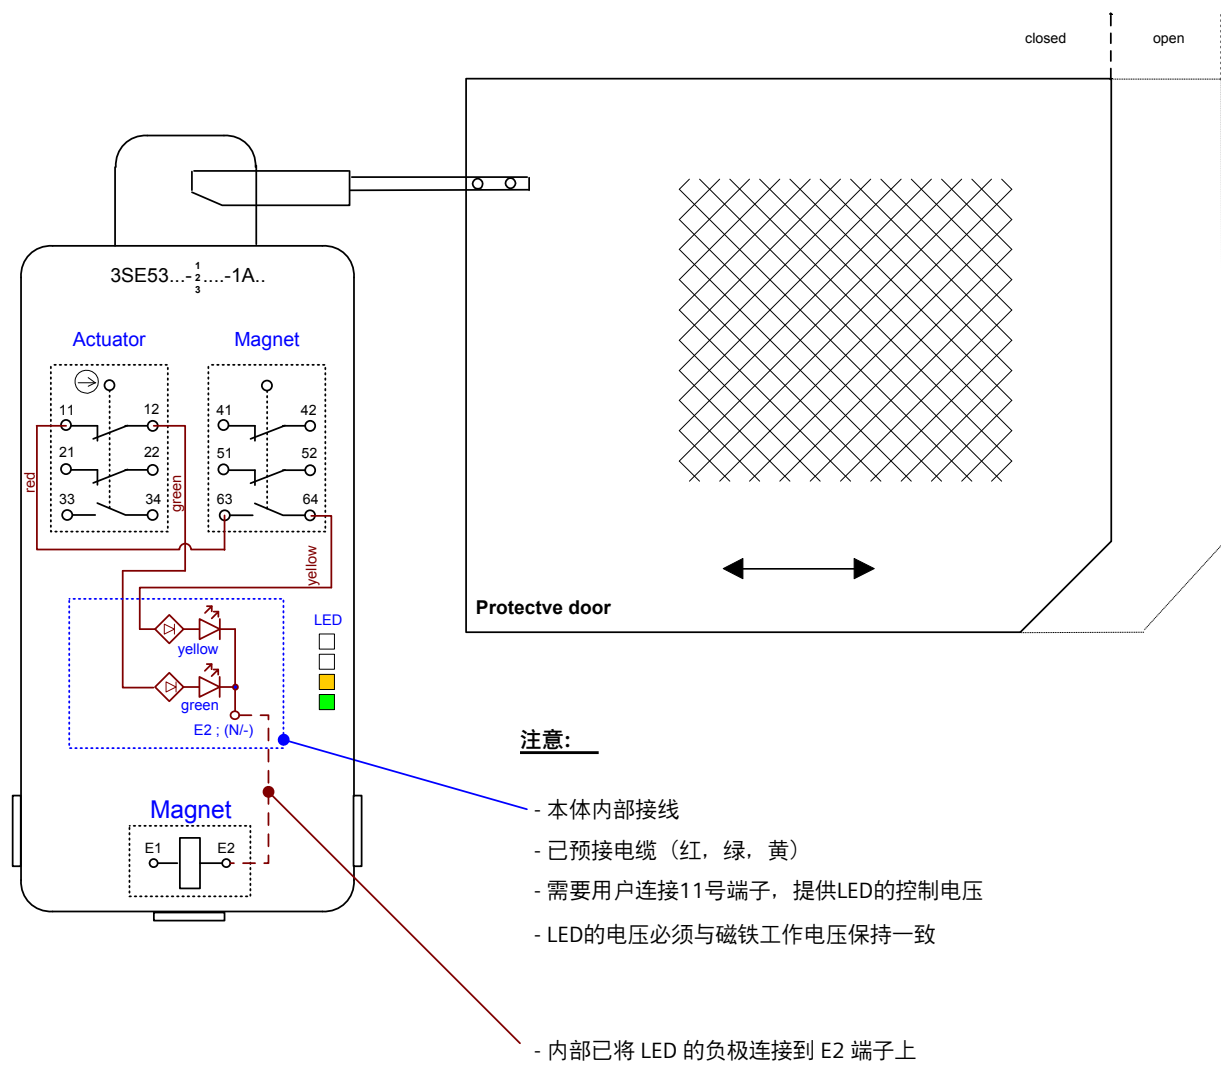 closed
open
3SE53...-1/2/3....-1A..
Actuator
Magnet
11
12
41
42
21
22
51
52
33
34
63
64
red
green
yellow
LED
yellow
green
E2 ; (N/-)
Magnet
E1
E2
Protectve door
注意:
- 本体内部接线
- 已预接电缆（红，绿，黄）
- 需要用户连接11号端子，提供LED的控制电压
- LED的电压必须与磁铁工作电压保持一致
- 内部已将 LED 的负极连接到 E2 端子上